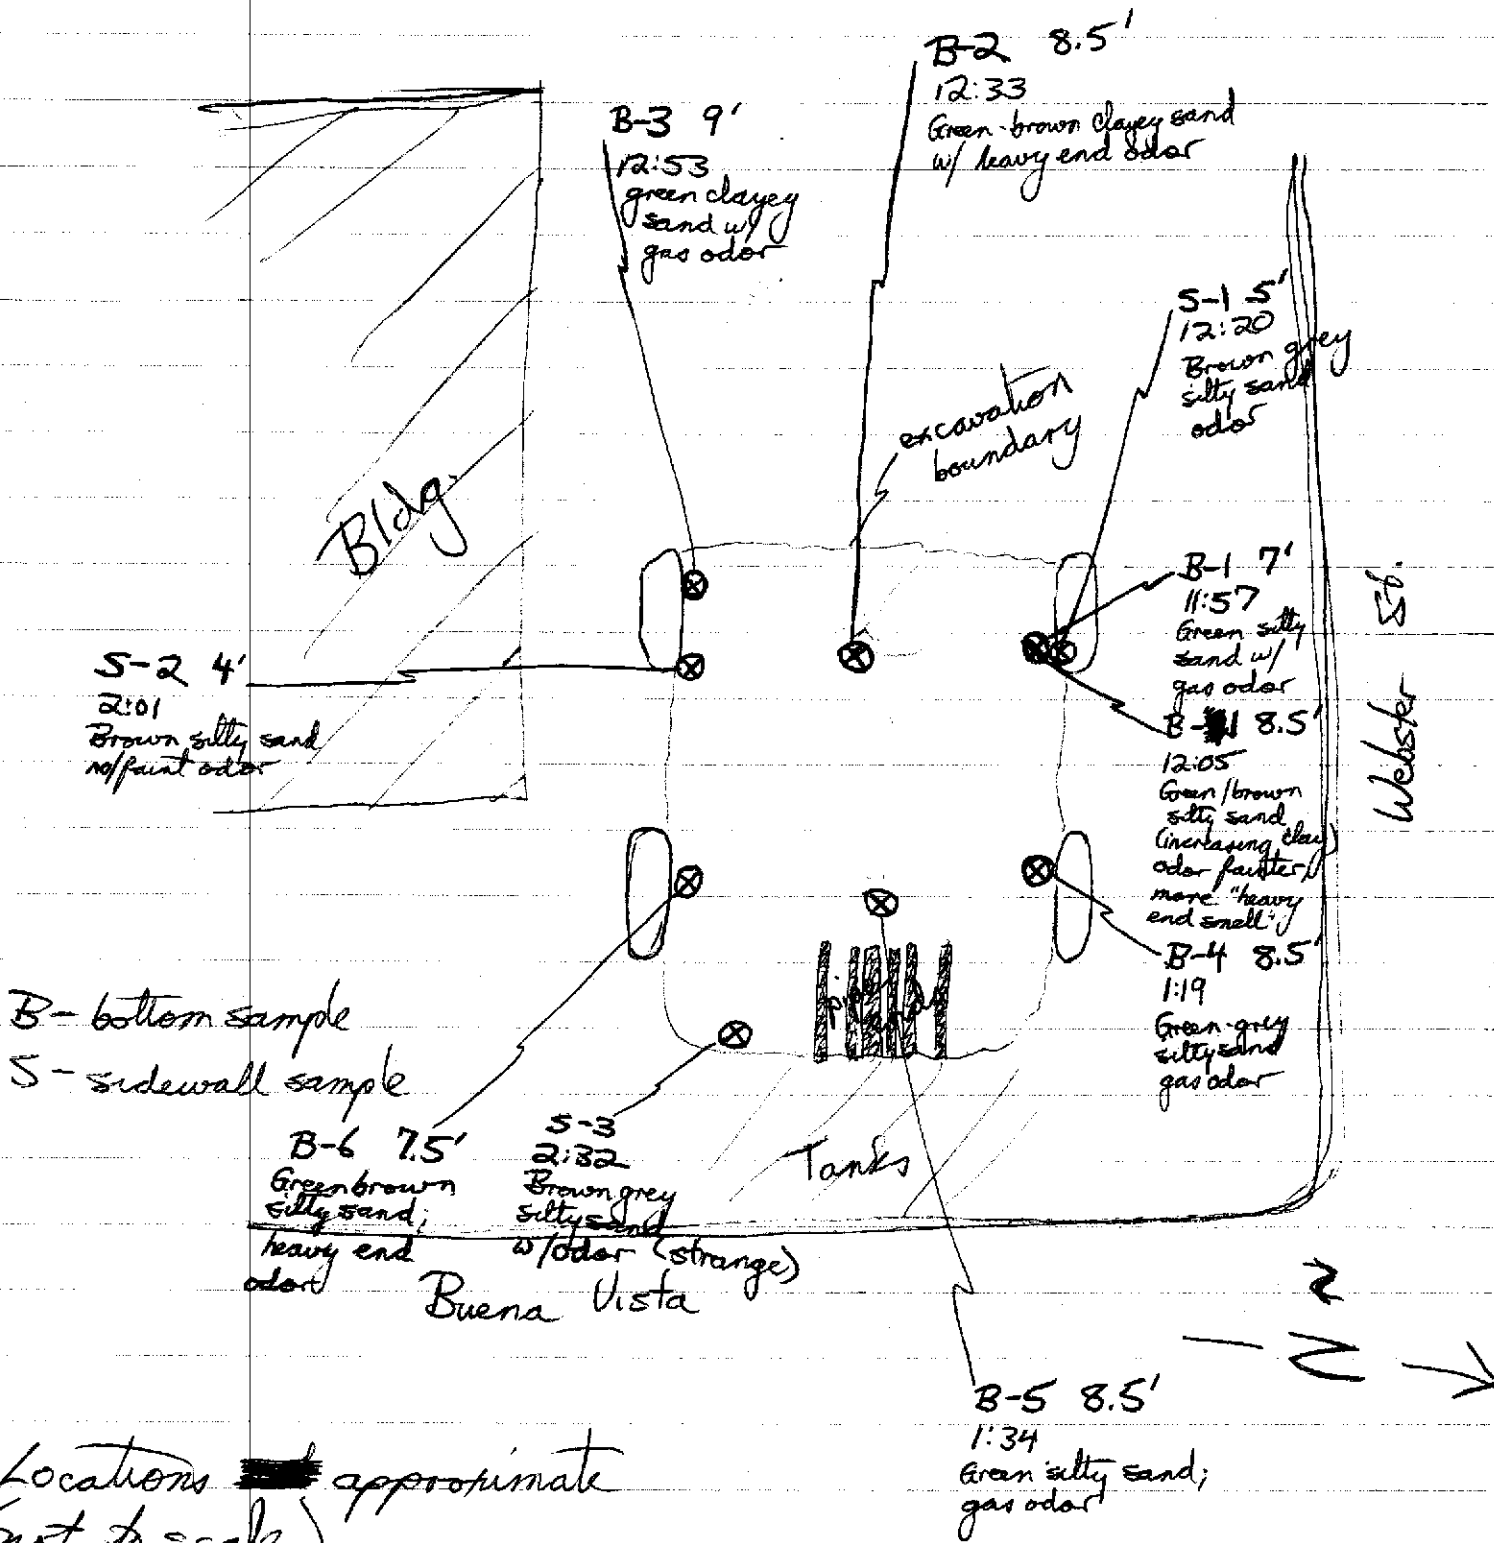 B-2 8.5'
12:33
Green-brown clayey sand
w/ heavy end odor
B-3 9'
12:53
green clayey
sand w/
gas odor
S-1 5'
12:20
Brown grey
silty sand
odor
excavation
boundary
Bldg.
B-1 7'
11:57
Green silty
sand w/
gas odor
S-2 4'
2:01
Brown silty sand
no/faint odor
B-1 8.5'
12:05
Green/brown
silty sand
(increasing clay)
odor fainter,
more "heavy
end smell"
Webster St.
B-4 8.5'
1:19
Green-grey
silty sand
gas odor
B- bottom sample
S- sidewall sample
B-6 7.5'
Green brown
silty sand;
heavy end
odor
S-3
2:32
Brown grey
silty sand
w/odor (strange)
Tanks
Buena Vista
N
B-5 8.5'
1:34
Green silty sand;
gas odor
Locations approximate
(not to scale)